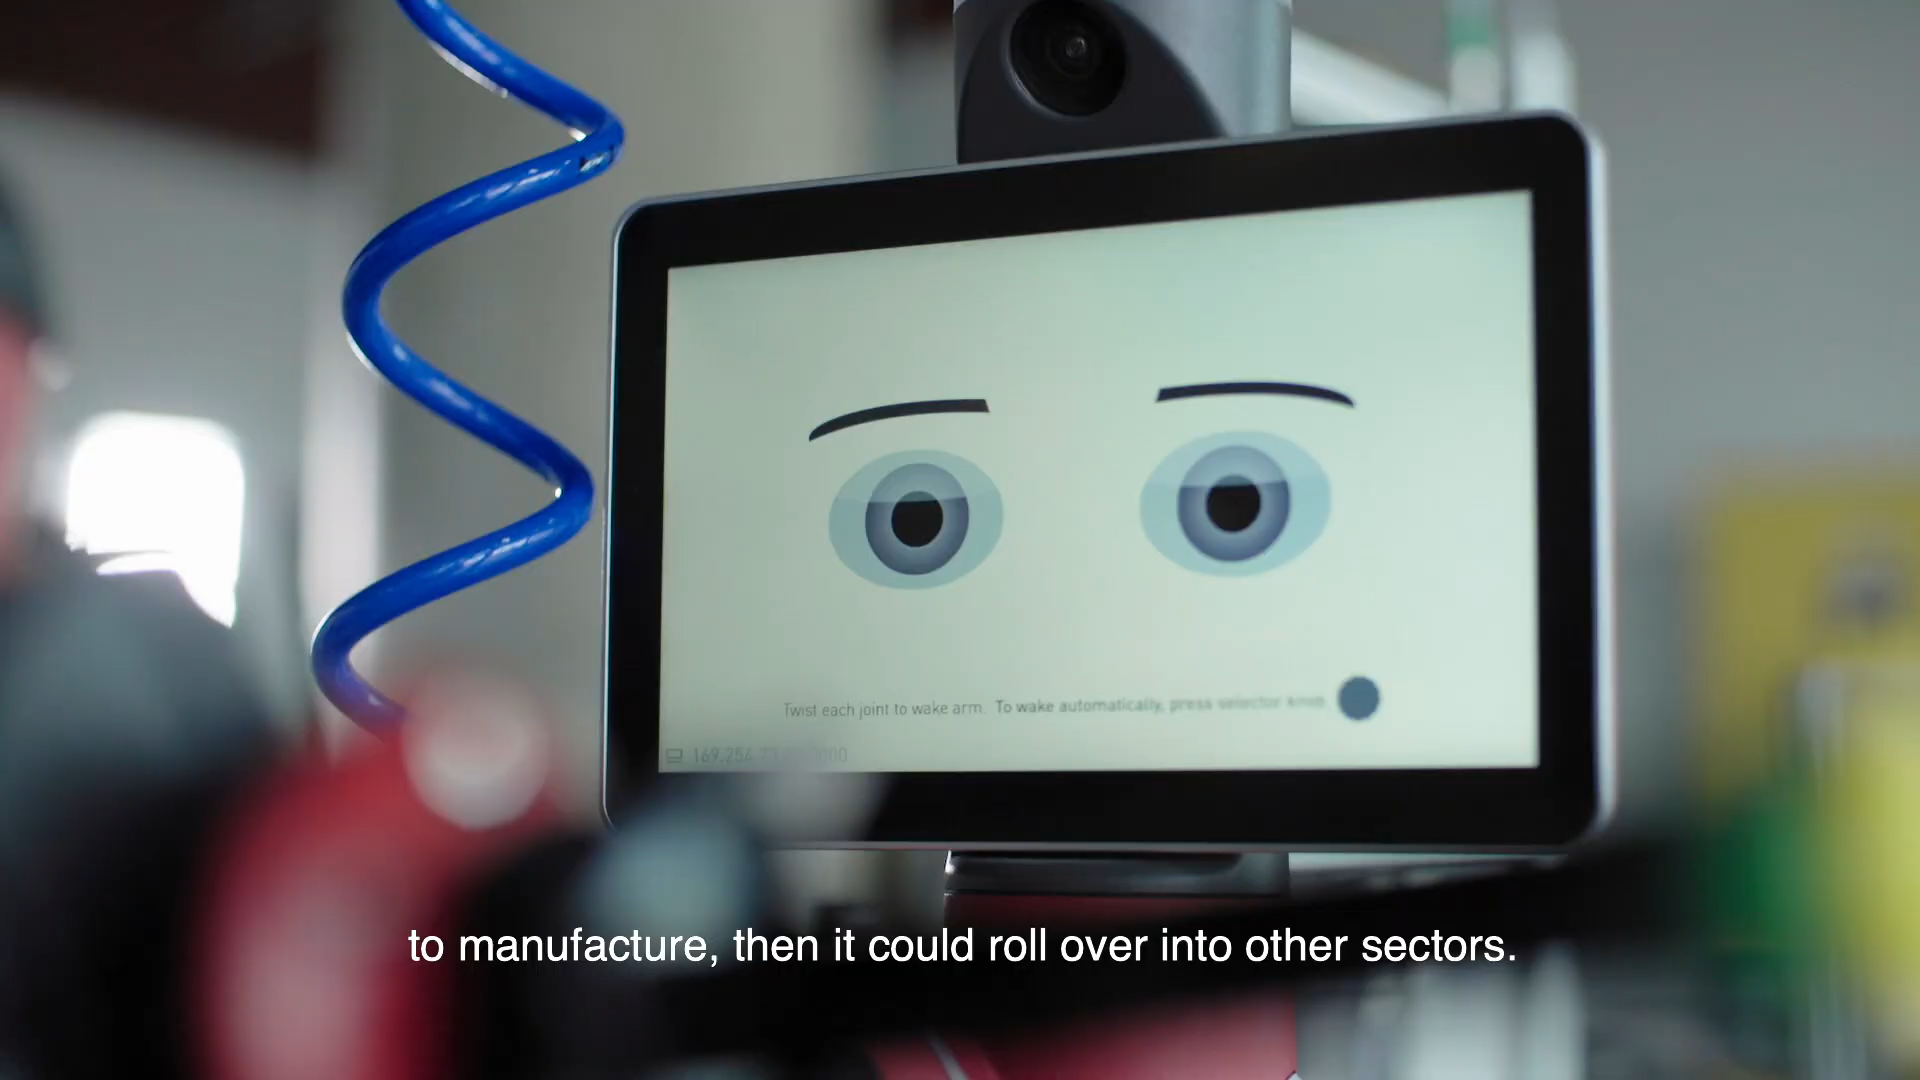 Twist each joint to wake arm. To wake automatically, press selector knob
to manufacture, then it could roll over into other sectors.